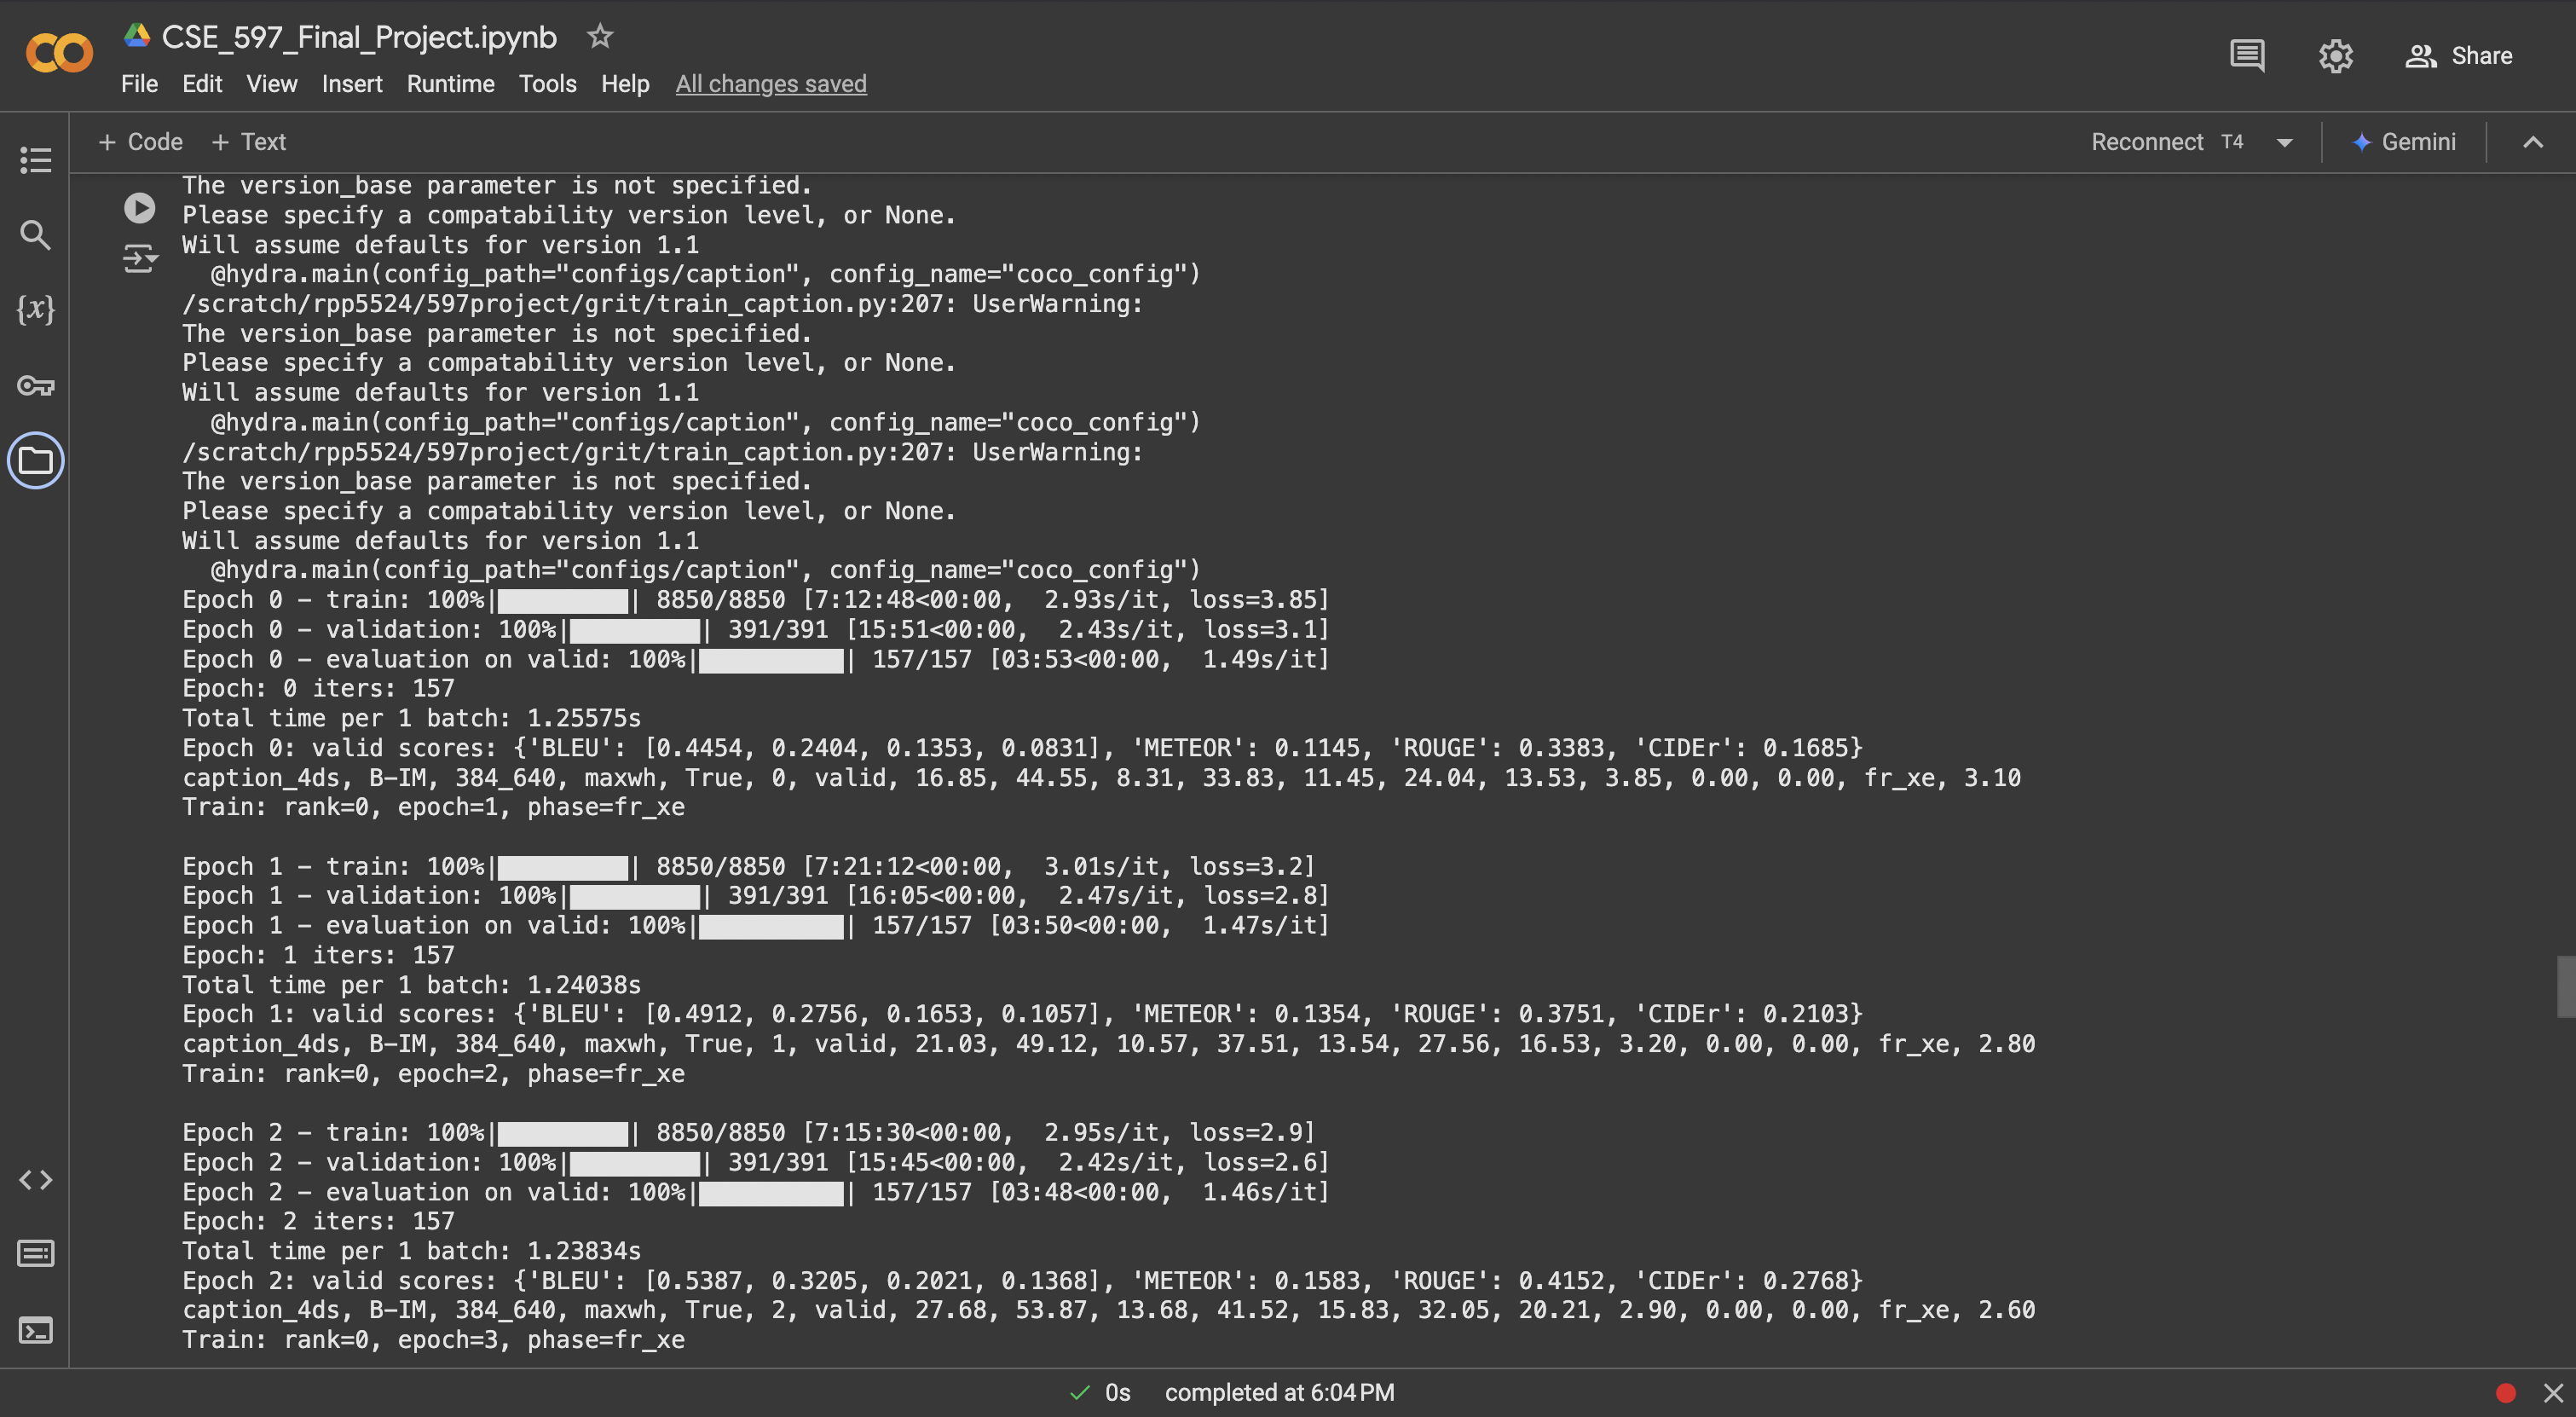 CSE_597_Final_Project.ipynb
File Edit View Insert Runtime Tools Help All changes saved
Share
+ Code + Text
Reconnect T4
Gemini
The version_base parameter is not specified.
Please specify a compatability version level, or None.
Will assume defaults for version 1.1
@hydra.main(config_path="configs/caption", config_name="coco_config")
/scratch/rpp5524/597project/grit/train_caption.py:207: UserWarning:
The version_base parameter is not specified.
Please specify a compatability version level, or None.
Will assume defaults for version 1.1
@hydra.main(config_path="configs/caption", config_name="coco_config")
/scratch/rpp5524/597project/grit/train_caption.py:207: UserWarning:
The version_base parameter is not specified.
Please specify a compatability version level, or None.
Will assume defaults for version 1.1
@hydra.main(config_path="configs/caption", config_name="coco_config")
Epoch 0 – train: 100%|██████████| 8850/8850 [7:12:48<00:00, 2.93s/it, loss=3.85]
Epoch 0 – validation: 100%|██████████| 391/391 [15:51<00:00, 2.43s/it, loss=3.1]
Epoch 0 – evaluation on valid: 100%|██████████| 157/157 [03:53<00:00, 1.49s/it]
Epoch: 0 iters: 157
Total time per 1 batch: 1.25575s
Epoch 0: valid scores: {'BLEU': [0.4454, 0.2404, 0.1353, 0.0831], 'METEOR': 0.1145, 'ROUGE': 0.3383, 'CIDEr': 0.1685}
caption_4ds, B–IM, 384_640, maxwh, True, 0, valid, 16.85, 44.55, 8.31, 33.83, 11.45, 24.04, 13.53, 3.85, 0.00, 0.00, fr_xe, 3.10
Train: rank=0, epoch=1, phase=fr_xe
Epoch 1 – train: 100%|██████████| 8850/8850 [7:21:12<00:00, 3.01s/it, loss=3.2]
Epoch 1 – validation: 100%|██████████| 391/391 [16:05<00:00, 2.47s/it, loss=2.8]
Epoch 1 – evaluation on valid: 100%|██████████| 157/157 [03:50<00:00, 1.47s/it]
Epoch: 1 iters: 157
Total time per 1 batch: 1.24038s
Epoch 1: valid scores: {'BLEU': [0.4912, 0.2756, 0.1653, 0.1057], 'METEOR': 0.1354, 'ROUGE': 0.3751, 'CIDEr': 0.2103}
caption_4ds, B–IM, 384_640, maxwh, True, 1, valid, 21.03, 49.12, 10.57, 37.51, 13.54, 27.56, 16.53, 3.20, 0.00, 0.00, fr_xe, 2.80
Train: rank=0, epoch=2, phase=fr_xe
Epoch 2 – train: 100%|██████████| 8850/8850 [7:15:30<00:00, 2.95s/it, loss=2.9]
Epoch 2 – validation: 100%|██████████| 391/391 [15:45<00:00, 2.42s/it, loss=2.6]
Epoch 2 – evaluation on valid: 100%|██████████| 157/157 [03:48<00:00, 1.46s/it]
Epoch: 2 iters: 157
Total time per 1 batch: 1.23834s
Epoch 2: valid scores: {'BLEU': [0.5387, 0.3205, 0.2021, 0.1368], 'METEOR': 0.1583, 'ROUGE': 0.4152, 'CIDEr': 0.2768}
caption_4ds, B–IM, 384_640, maxwh, True, 2, valid, 27.68, 53.87, 13.68, 41.52, 15.83, 32.05, 20.21, 2.90, 0.00, 0.00, fr_xe, 2.60
Train: rank=0, epoch=3, phase=fr_xe
0s completed at 6:04 PM